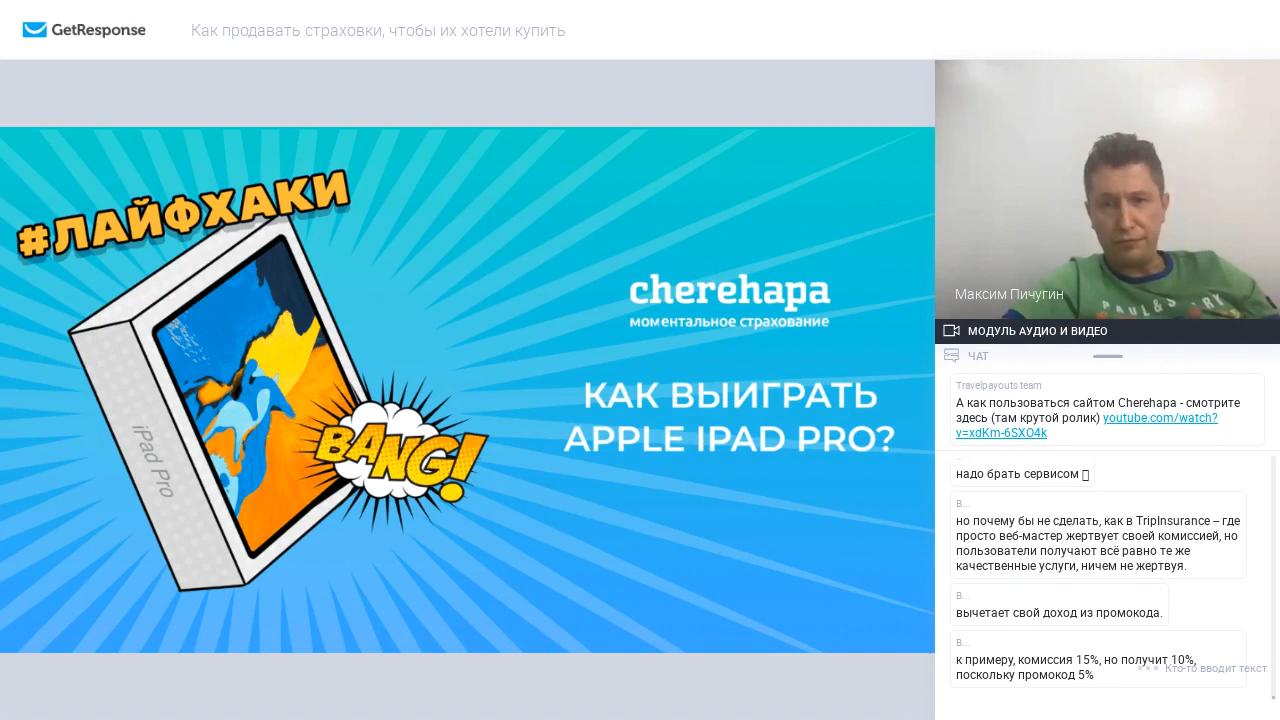 GetResponse
Как продавать страховки, чтобы их хотели купить
#ЛАЙФХАКИ
iPad Pro
BANG!
cherehapa
моментальное страхование
КАК ВЫИГРАТЬ
APPLE IPAD PRO?
PAUL&S
RY
Максим Пичугин
МОДУЛЬ АУДИО И ВИДЕО
ЧАТ
Travelpayouts.team
А как пользоваться сайтом Cherehapa - смотрите
здесь (там крутой ролик) youtube.com/watch?
v=xdKm-6SXO4k
надо брать сервисом
В...
но почему бы не сделать, как в TripInsurance – где
просто веб-мастер жертвует своей комиссией, но
пользователи получают всё равно те же
качественные услуги, ничем не жертвуя.
В...
вычетает свой доход из промокода.
В...
к примеру, комиссия 15%, но получит 10%,
поскольку промокод 5%
Кто-то вводит текст